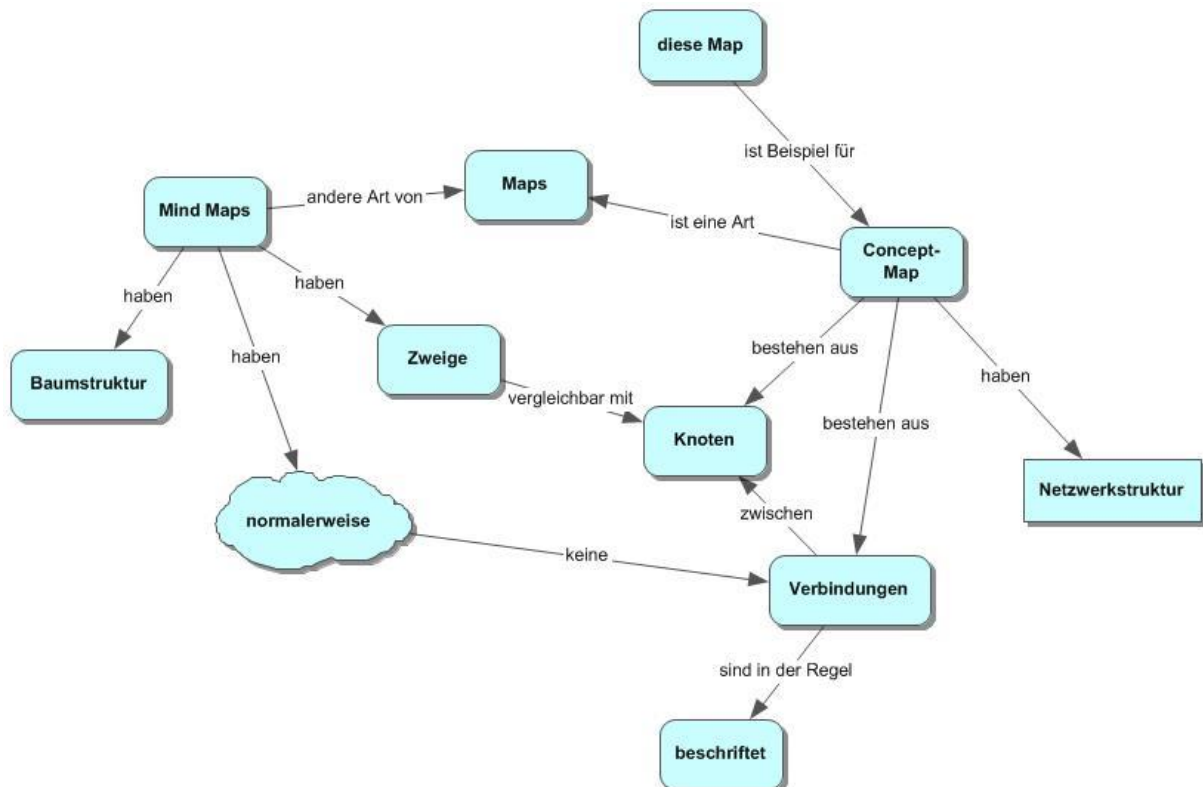 diese Map
ist Beispiel für
Maps
Mind Maps
andere Art von
ist eine Art
Concept-
Map
haben
haben
haben
Zweige
Baumstruktur
bestehen aus
haben
vergleichbar mit
bestehen aus
Knoten
Netzwerkstruktur
normalerweise
zwischen
keine
Verbindungen
sind in der Regel
beschriftet